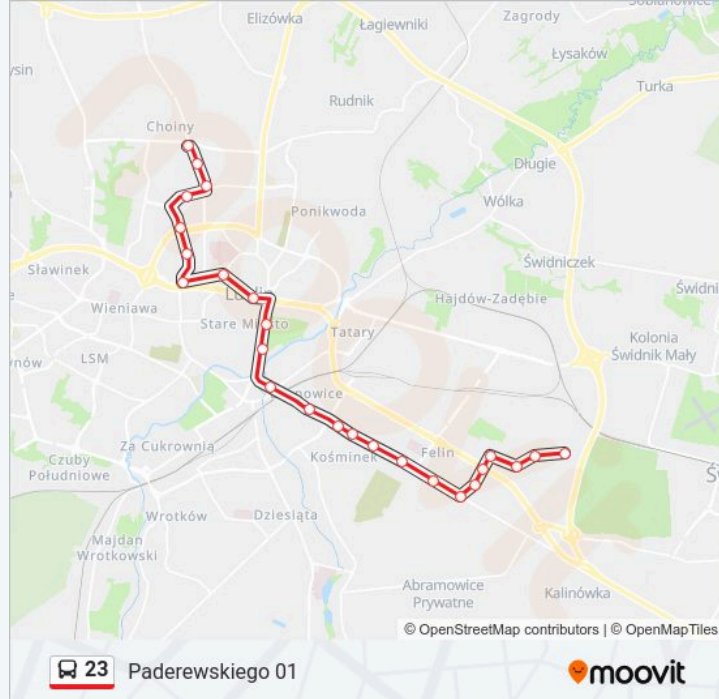 Elizówka
Łagiewniki
Zagrody
Łysaków
Turka
Rudnik
Choiny
Długie
Ponikwoda
Wólka
Świdniczek
Sławinek
Hajdów-Zadębie
Wieniawa
Stare Miasto
Tatary
Kolonia
Świdnik Mały
LSM
Za Cukrownią
Felin
Kośminek
Czuby
Południowe
Wrotków
Dziesiąta
Majdan
Wrotkowski
Abramowice
Prywatne
Kalinówka
© OpenStreetMap contributors | © OpenMapTiles
23 Paderewskiego 01
moovit